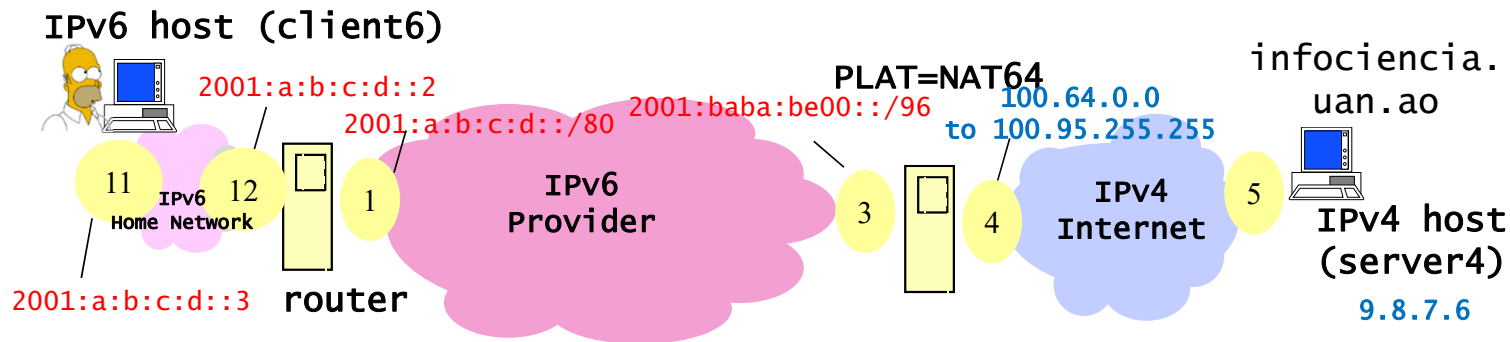 IPv6 host (client6)
2001:a:b:c:d::2
2001:a:b:c:d::/80
2001:baba:be00::/96
PLAT=NAT64
100.64.0.0
to 100.95.255.255
infociencia.
uan.ao
11
IPv6
Home Network
12
1
IPv6
Provider
3
4
IPv4
Internet
5
IPv4 host
(server4)
9.8.7.6
2001:a:b:c:d::3
router